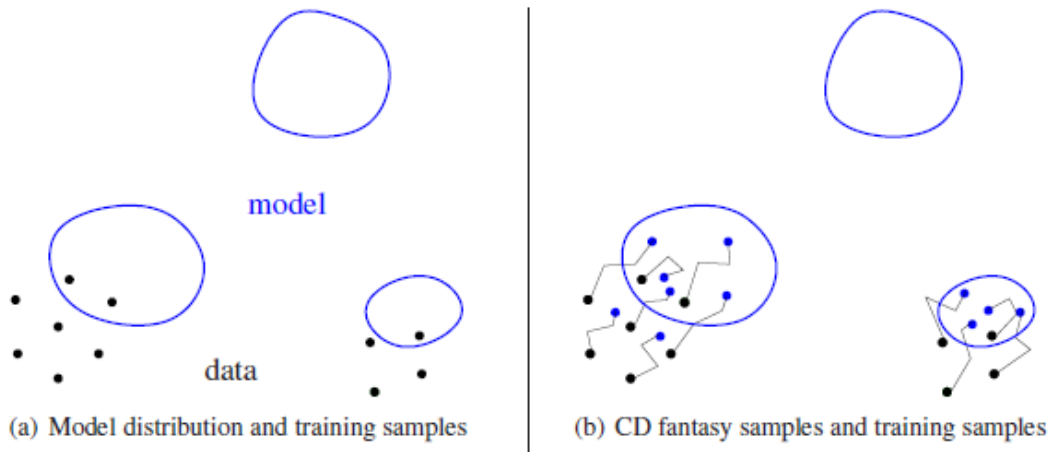 model
data
(a) Model distribution and training samples
(b) CD fantasy samples and training samples